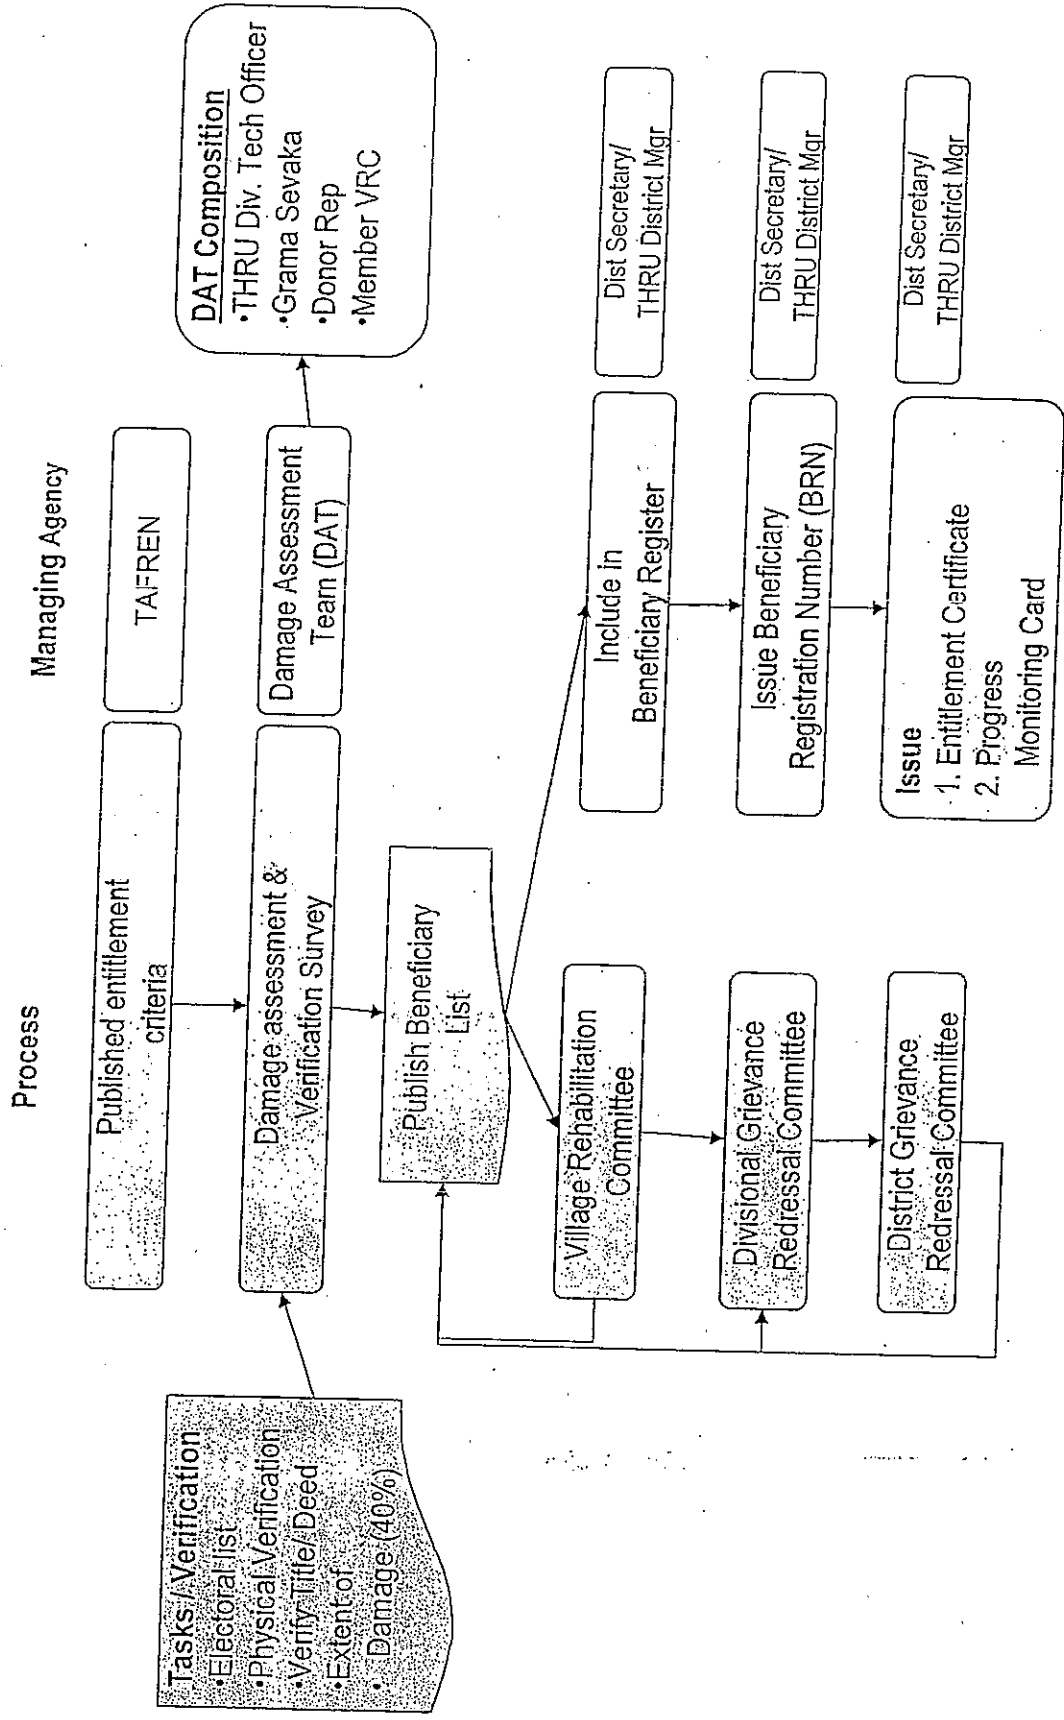 Process
Managing Agency
Published entitlement
criteria
TAFREN
Tasks / Verification
•Electoral list
•Physical Verification
•Verify Title/ Deed
•Extent of
• Damage (40%)
Damage assessment &
Verification Survey
Damage Assessment
Team (DAT)
DAT Composition
•THRU Div. Tech Officer
•Grama Sevaka
•Donor Rep
•Member VRC
Publish Beneficiary
List
Village Rehabilitation
Committee
Include in
Beneficiary Register
Dist Secretary/
THRU District Mgr
Divisional Grievance
Redressal Committee
Issue Beneficiary
Registration Number (BRN)
Dist Secretary/
THRU District Mgr
District Grievance
Redressal Committee
Issue
1. Entitlement Certificate
2. Progress
Monitoring Card
Dist Secretary/
THRU District Mgr